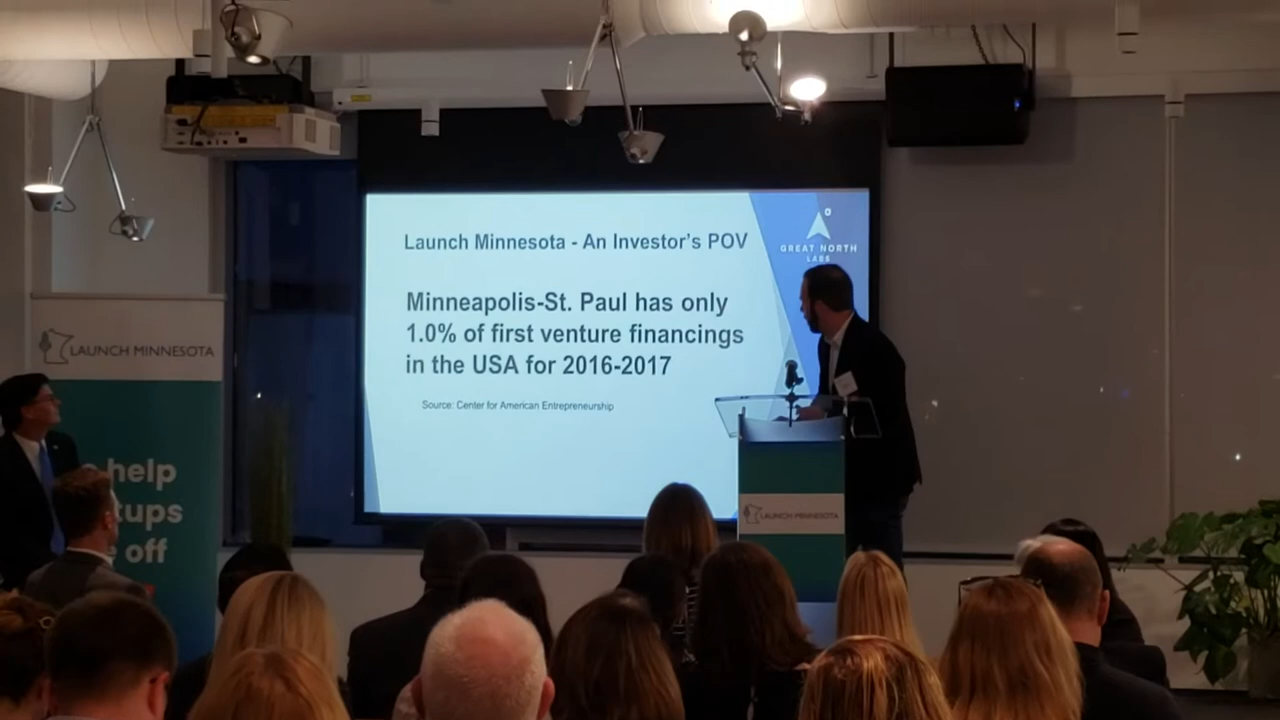 Launch Minnesota - An Investor's POV
GREAT NORTH
LABS
Minneapolis-St. Paul has only
1.0% of first venture financings
in the USA for 2016-2017
Source: Center for American Entrepreneurship
LAUNCH MINNESOTA
help
tups
off
LAUNCH MINNESOTA